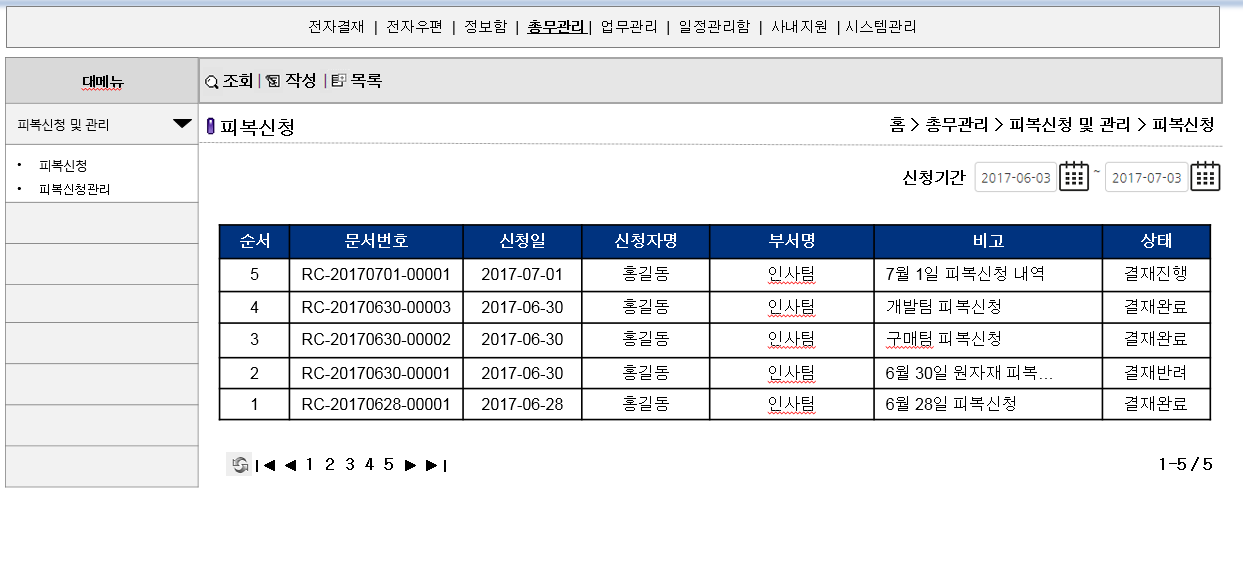 전자결재 | 전자우편 | 정보함 | 총무관리 | 업무관리 | 일정관리함 | 사내지원 | 시스템관리
대메뉴
조회 | 작성 | 목록
피복신청 및 관리
피복신청
홈 > 총무관리 > 피복신청 및 관리 > 피복신청
• 피복신청
• 피복신청관리
신청기간 2017-06-03 ~ 2017-07-03
순서 문서번호 신청일 신청자명 부서명 비고 상태
5 RC-20170701-00001 2017-07-01 홍길동 인사팀 7월 1일 피복신청 내역 결재진행
4 RC-20170630-00003 2017-06-30 홍길동 인사팀 개발팀 피복신청 결재완료
3 RC-20170630-00002 2017-06-30 홍길동 인사팀 구매팀 피복신청 결재완료
2 RC-20170630-00001 2017-06-30 홍길동 인사팀 6월 30일 원자재 피복... 결재반려
1 RC-20170628-00001 2017-06-28 홍길동 인사팀 6월 28일 피복신청 결재완료
1 2 3 4 5
1-5 / 5